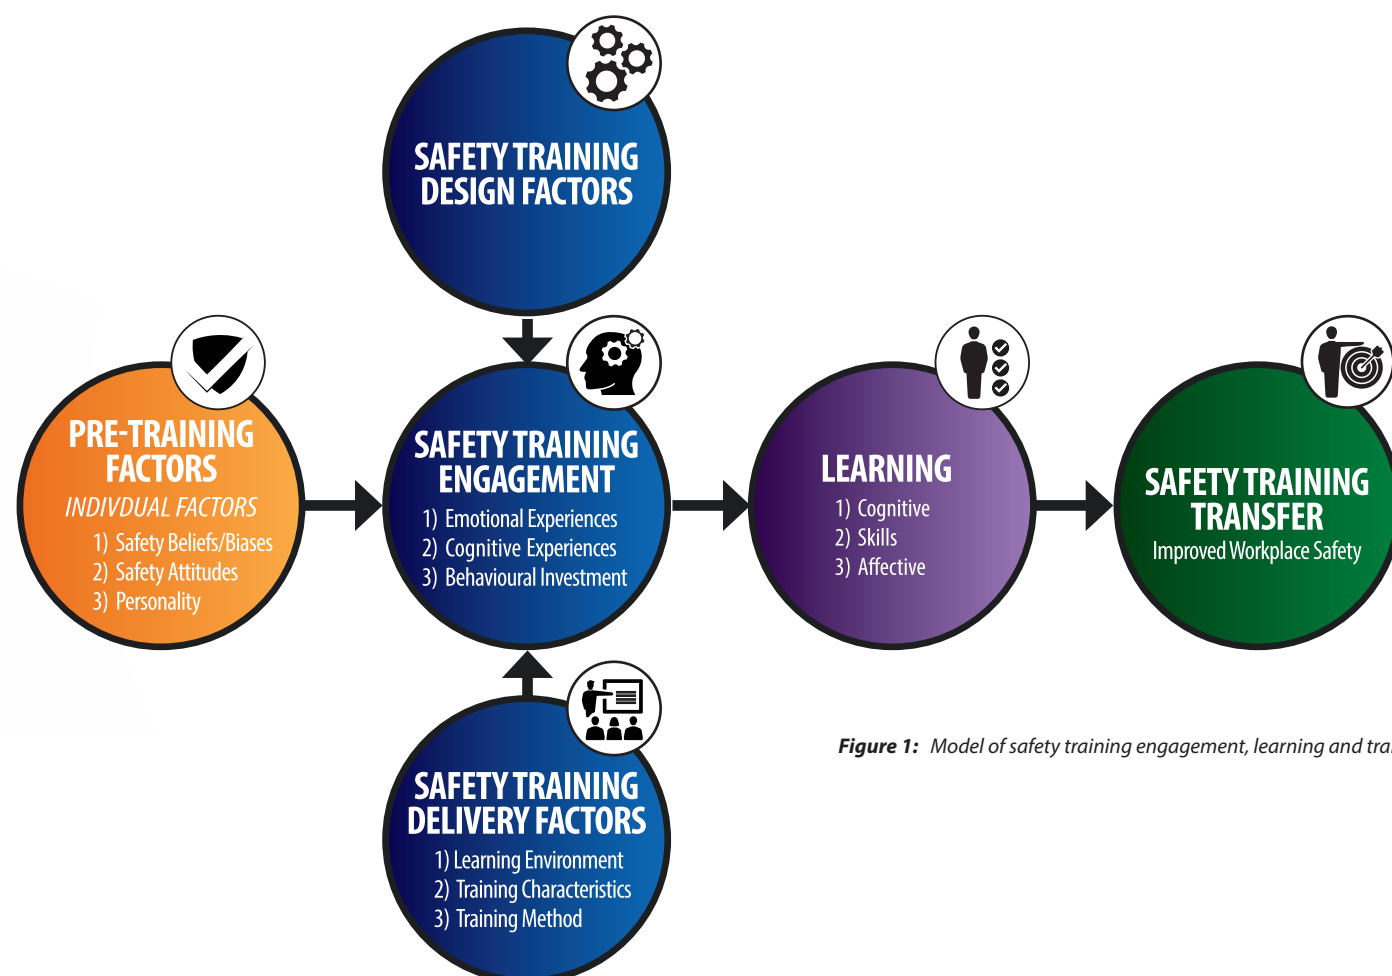 SAFETY TRAINING
DESIGN FACTORS
PRE-TRAINING
FACTORS
INDIVDUAL FACTORS
1) Safety Beliefs/Biases
2) Safety Attitudes
3) Personality
SAFETY TRAINING
ENGAGEMENT
1) Emotional Experiences
2) Cognitive Experiences
3) Behavioural Investment
LEARNING
1) Cognitive
2) Skills
3) Affective
SAFETY TRAINING
TRANSFER
Improved Workplace Safety
Figure 1: Model of safety training engagement, learning and
SAFETY TRAINING
DELIVERY FACTORS
1) Learning Environment
2) Training Characteristics
3) Training Method